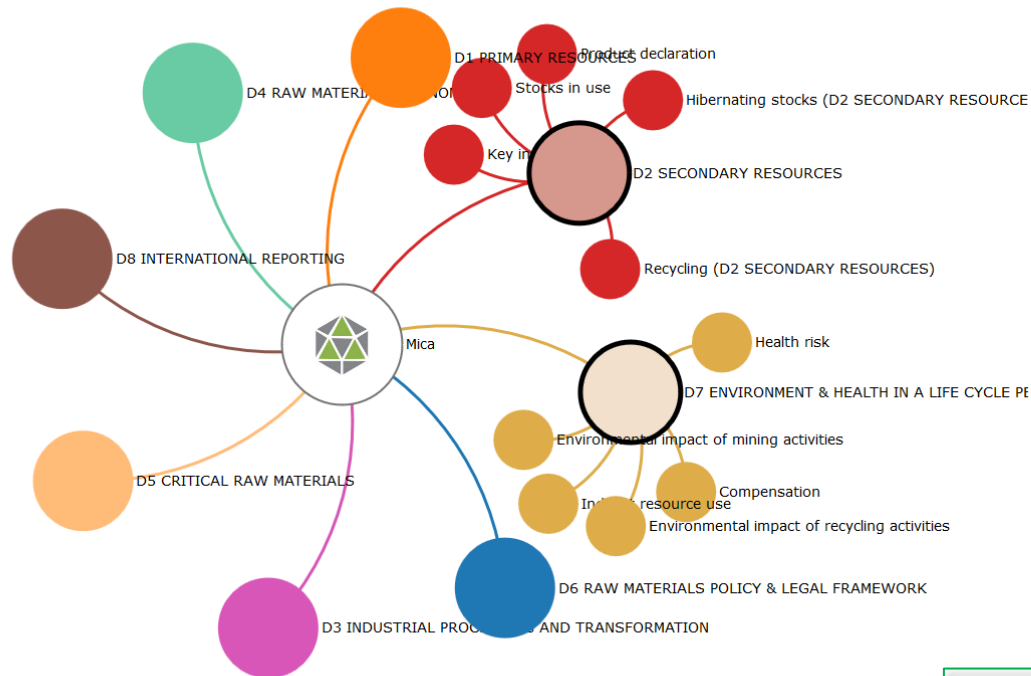 Product declaration
D1 PRIMARY RESOURCES
Stocks in use
D4 RAW MATERIA
Hibernating stocks (D2 SECONDARY RESOURCE
Key in
D2 SECONDARY RESOURCES
D8 INTERNATIONAL REPORTING
Recycling (D2 SECONDARY RESOURCES)
Mica
Health risk
D7 ENVIRONMENT & HEALTH IN A LIFE CYCLE PE
Environmental impact of mining activities
D5 CRITICAL RAW MATERIALS
Compensation
resource use
Environmental impact of recycling activities
D6 RAW MATERIALS POLICY & LEGAL FRAMEWORK
D3 INDUSTRIAL AND TRANSFORMATION